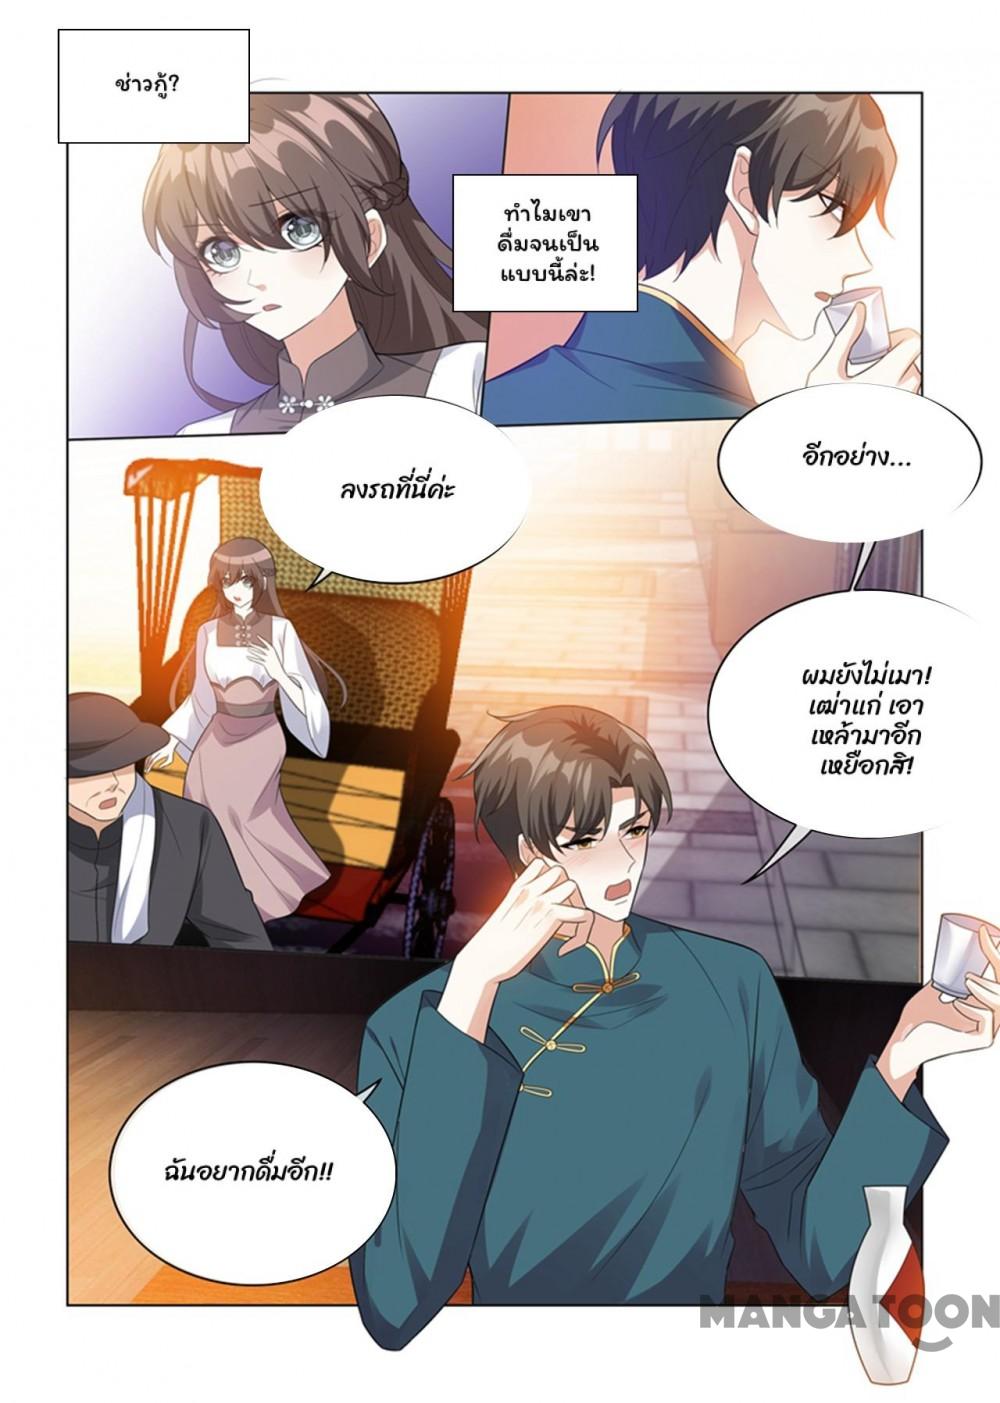 ช่าวกู้?
ทำไมเขา
ดื่มจนเป็น
แบบนี้ล่ะ!
ลงรถที่นี่ค่ะ
อีกอย่าง...
ผมยังไม่เมา!
เฒ่าแก่ เอา
เหล้ามาอีก
เหยือกสิ!
ฉันอยากดื่มอีก!!
MANGATOON